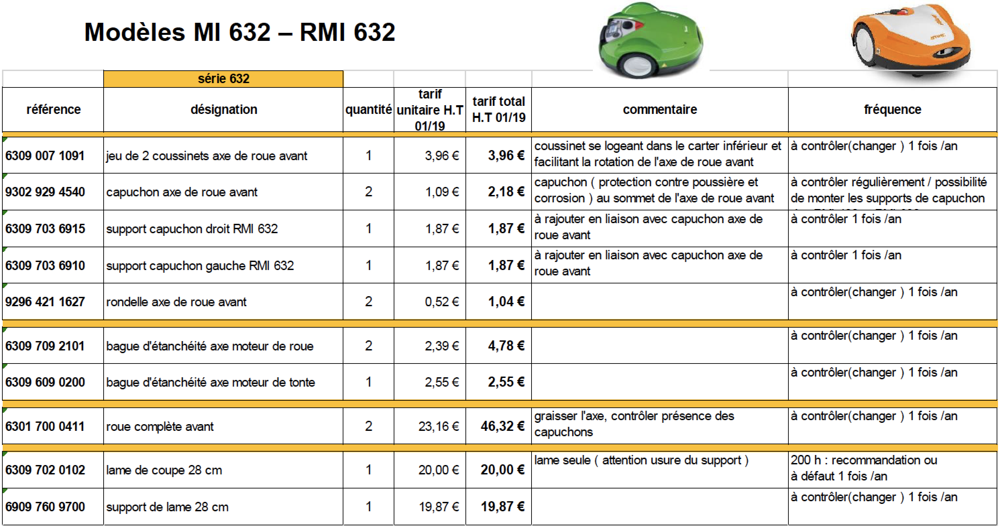 Modèles MI 632 – RMI 632
STIHL
série 632
référence
désignation
quantité
tarif
unitaire H.T
01/19
tarif total
H.T 01/19
commentaire
fréquence
6309 007 1091
jeu de 2 coussinets axe de roue avant
1
3,96 €
3,96 €
coussinet se logeant dans le carter inférieur et
facilitant la rotation de l'axe de roue avant
à contrôler(changer ) 1 fois /an
9302 929 4540
capuchon axe de roue avant
2
1,09 €
2,18 €
capuchon ( protection contre poussière et
corrosion ) au sommet de l'axe de roue avant
à contrôler régulièrement / possibilité
de monter les supports de capuchon
6309 703 6915
support capuchon droit RMI 632
1
1,87 €
1,87 €
à rajouter en liaison avec capuchon axe de
roue avant
à contrôler 1 fois /an
6309 703 6910
support capuchon gauche RMI 632
1
1,87 €
1,87 €
à rajouter en liaison avec capuchon axe de
roue avant
à contrôler 1 fois /an
9296 421 1627
rondelle axe de roue avant
2
0,52 €
1,04 €
à contrôler(changer ) 1 fois /an
6309 709 2101
bague d'étanchéité axe moteur de roue
2
2,39 €
4,78 €
à contrôler(changer ) 1 fois /an
6309 609 0200
bague d'étanchéité axe moteur de tonte
1
2,55 €
2,55 €
à contrôler(changer ) 1 fois /an
6301 700 0411
roue complète avant
2
23,16 €
46,32 €
graisser l'axe, contrôler présence des
capuchons
à contrôler(changer ) 1 fois /an
6309 702 0102
lame de coupe 28 cm
1
20,00 €
20,00 €
lame seule ( attention usure du support )
200 h : recommandation ou
à défaut 1 fois /an
6909 760 9700
support de lame 28 cm
1
19,87 €
19,87 €
à contrôler(changer ) 1 fois /an